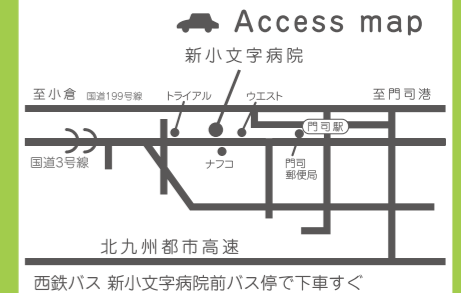 Access map
新小文字病院
至小倉 国道199号線 トライアル ウエスト 至門司港
門司駅
国道3号線 ナフコ 門司
郵便局
北九州都市高速
西鉄バス 新小文字病院前バス停で下車すぐ